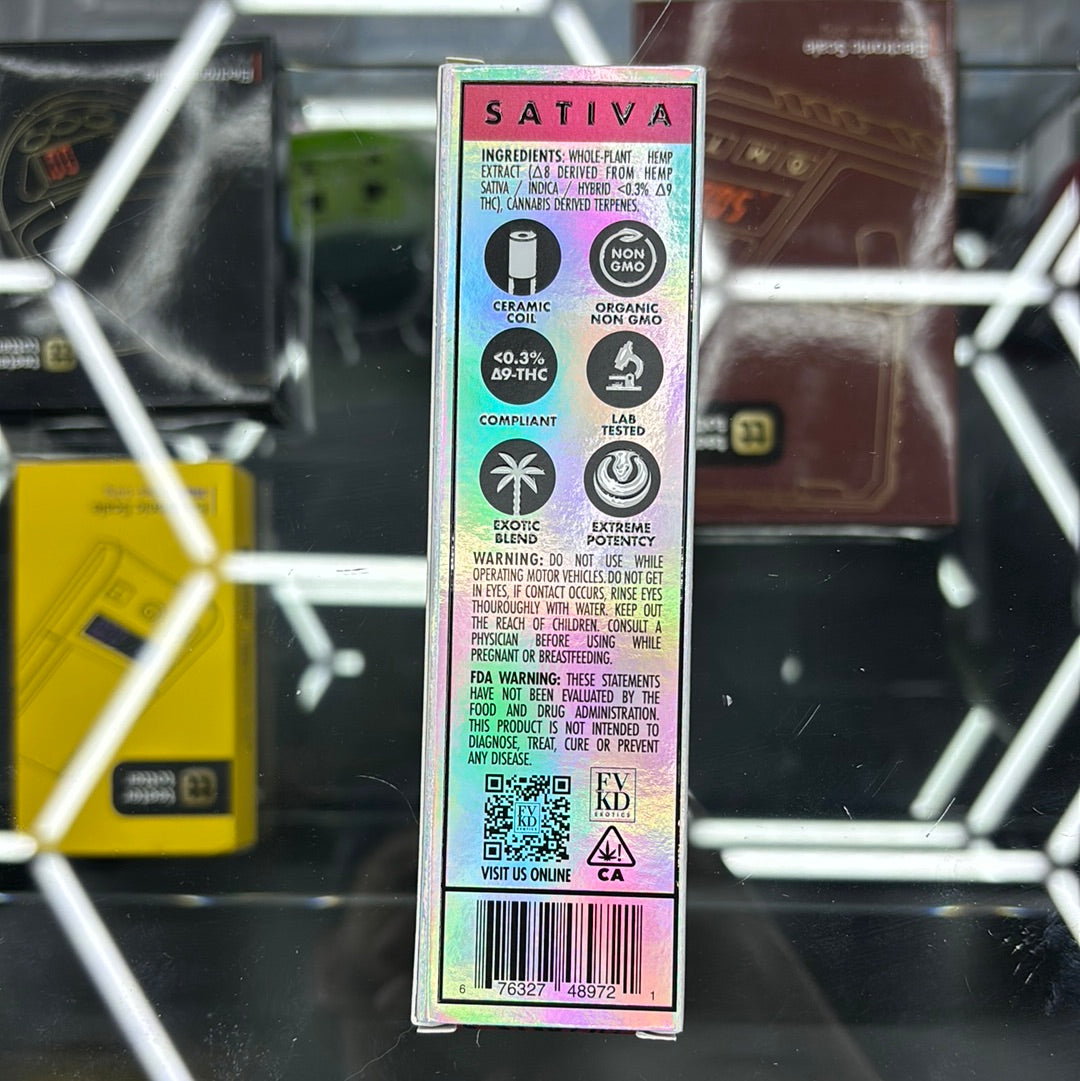 SATIVA
INGREDIENTS: WHOLE-PLANT HEMP
EXTRACT (Δ8 DERIVED FROM HEMP
SATIVA / INDICA / HYBRID <0.3% Δ9
THC), CANNABIS DERIVED TERPENES.
NON
GMO
CERAMIC
COIL
ORGANIC
NON GMO
<0.3%
Δ9-THC
COMPLIANT
LAB
TESTED
EXOTIC
BLEND
EXTREME
POTENTCY
WARNING: DO NOT USE WHILE
OPERATING MOTOR VEHICLES. DO NOT GET
IN EYES, IF CONTACT OCCURS, RINSE EYES
THOUROUGHLY WITH WATER. KEEP OUT
THE REACH OF CHILDREN. CONSULT A
PHYSICIAN BEFORE USING WHILE
PREGNANT OR BREASTFEEDING.
FDA WARNING: THESE STATEMENTS
HAVE NOT BEEN EVALUATED BY THE
FOOD AND DRUG ADMINISTRATION.
THIS PRODUCT IS NOT INTENDED TO
DIAGNOSE, TREAT, CURE OR PREVENT
ANY DISEASE.
FV
KD
EXOTICS
FV
KD
EXOTICS
VISIT US ONLINE
CA
6 76327 48972 1
Electronic Scale